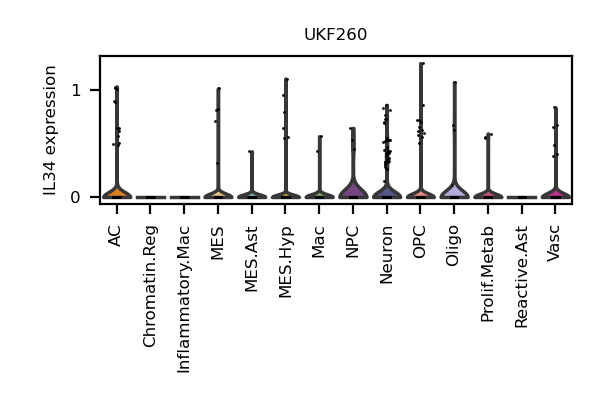 UKF260
IL34 expression
1
0
AC
Chromatin.Reg
Inflammatory.Mac
MES
MES.Ast
MES.Hyp
Mac
NPC
Neuron
OPC
Oligo
Prolif.Metab
Reactive.Ast
Vasc